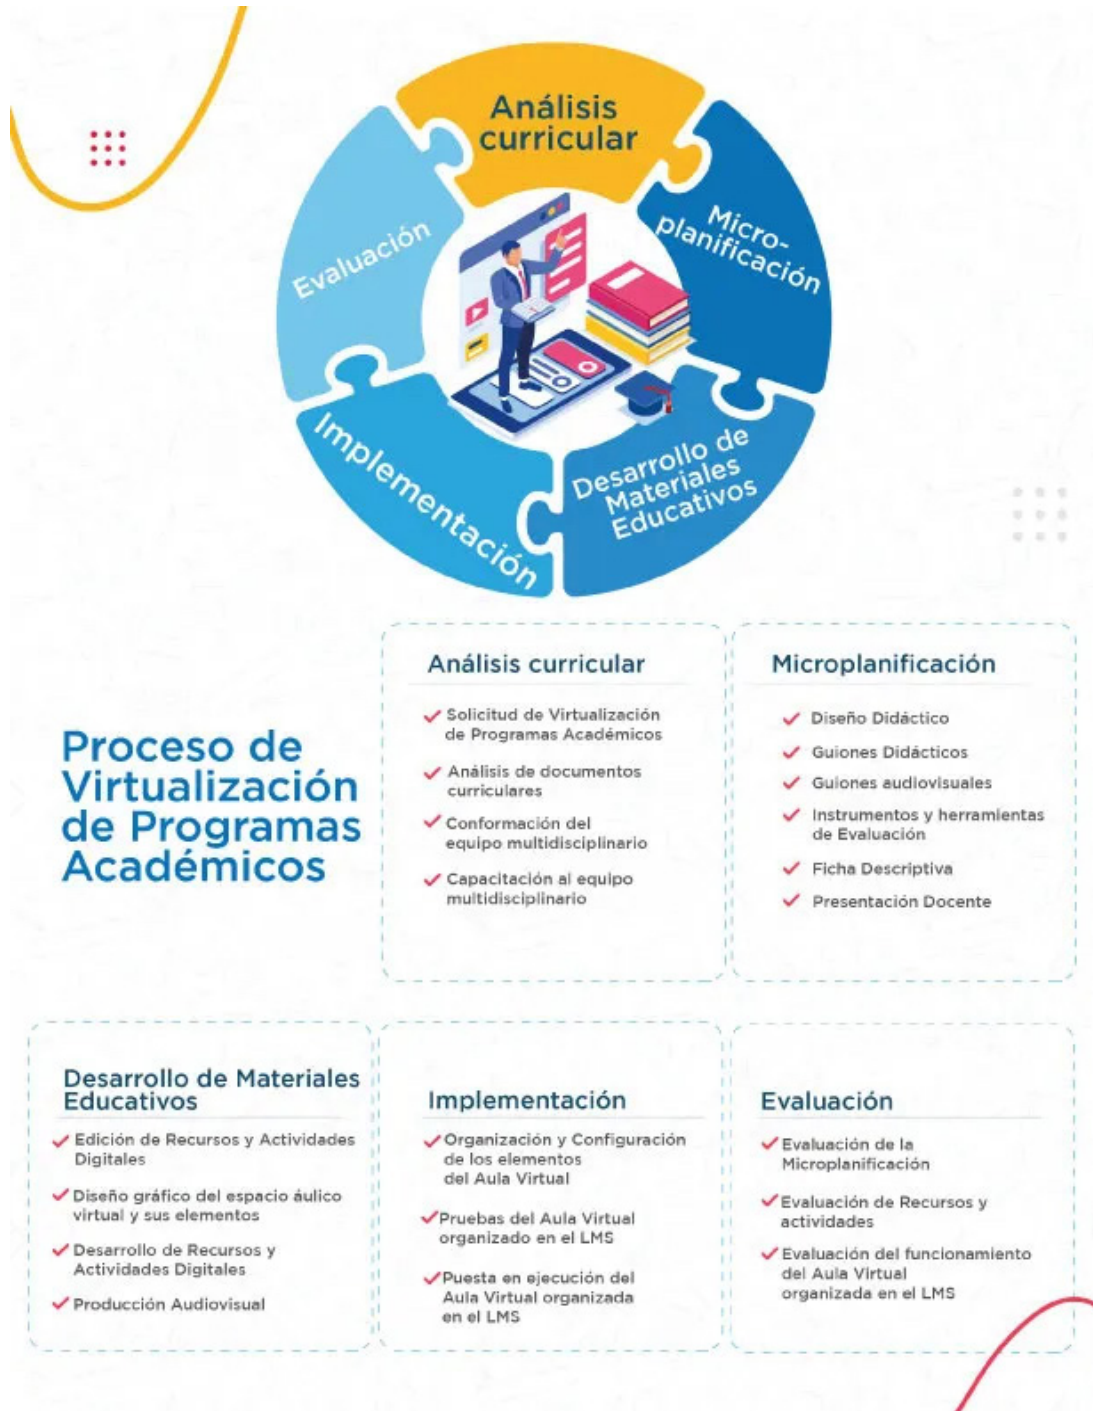 Análisis
curricular
Micro-
planificación
Desarrollo de
Materiales
Educativos
Implementación
Evaluación
Proceso de
Virtualización
de Programas
Académicos
Análisis curricular
Solicitud de Virtualización
de Programas Académicos
Análisis de documentos
curriculares
Conformación del
equipo multidisciplinario
Capacitación al equipo
multidisciplinario
Microplanificación
Diseño Didáctico
Guiones Didácticos
Guiones audiovisuales
Instrumentos y herramientas
de Evaluación
Ficha Descriptiva
Presentación Docente
Desarrollo de Materiales
Educativos
Edición de Recursos y Actividades
Digitales
Diseño gráfico del espacio áulico
virtual y sus elementos
Desarrollo de Recursos y
Actividades Digitales
Producción Audiovisual
Implementación
Organización y Configuración
de los elementos
del Aula Virtual
Pruebas del Aula Virtual
organizado en el LMS
Puesta en ejecución del
Aula Virtual organizada
en el LMS
Evaluación
Evaluación de la
Microplanificación
Evaluación de Recursos y
actividades
Evaluación del funcionamiento
del Aula Virtual
organizada en el LMS